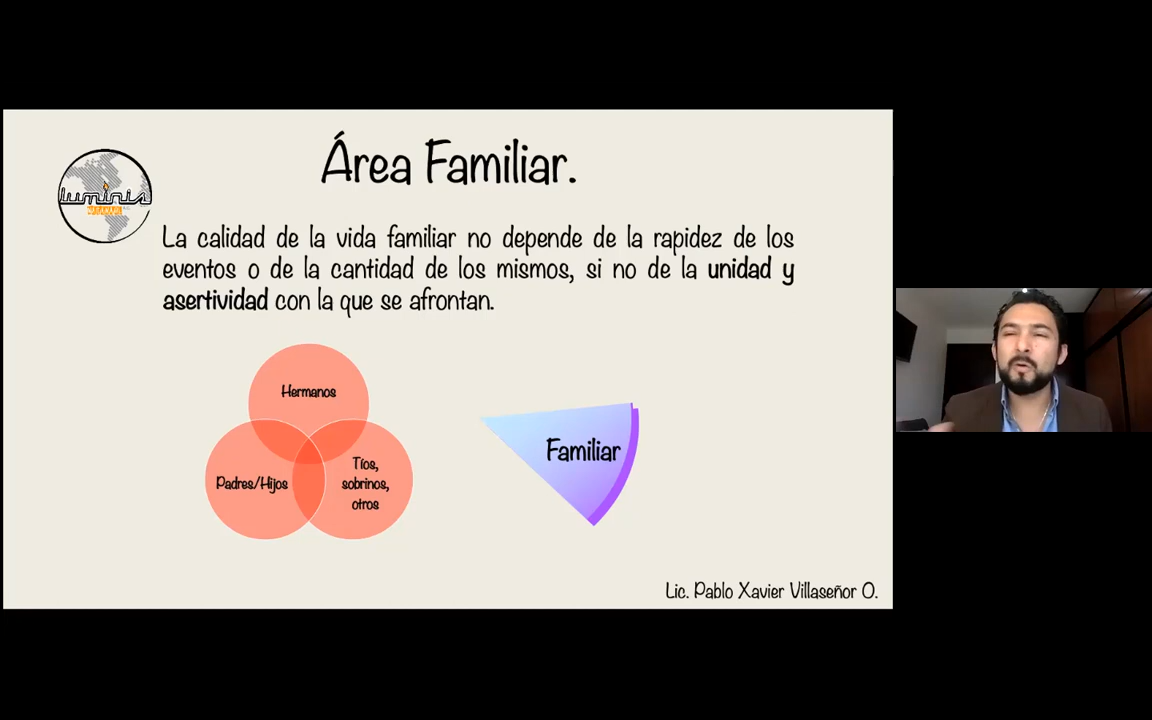 Área Familiar.
luminis
La calidad de la vida familiar no depende de la rapidez de los
eventos o de la cantidad de los mismos, si no de la unidad y
asertividad con la que se afrontan.
Hermanos
Padres/Hijos
Tíos,
sobrinos,
otros
Familiar
Lic. Pablo Xavier Villaseñor O.